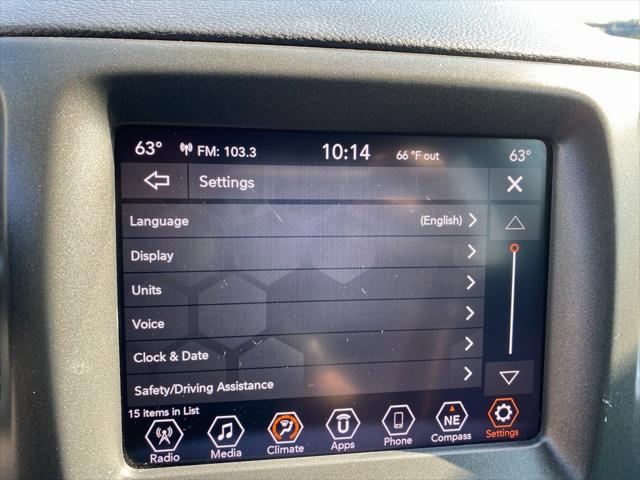 63° FM: 103.3 10:14 66 °F out 63°
Settings
Language (English)
Display
Units
Voice
Clock & Date
Safety/Driving Assistance
15 items in List
NE
Radio Media Climate Apps Phone Compass Settings